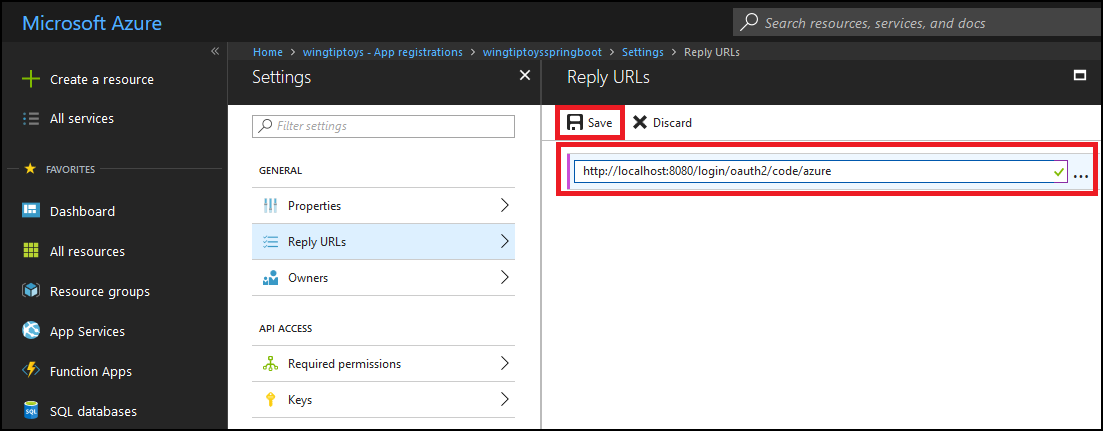 Microsoft Azure
Search resources, services, and docs
«
Home > wingtiptoys - App registrations > wingtiptoysspringboot > Settings > Reply URLs
Create a resource
All services
FAVORITES
Dashboard
All resources
Resource groups
App Services
Function Apps
SQL databases
Settings
Filter settings
GENERAL
Properties
Reply URLs
Owners
API ACCESS
Required permissions
Keys
Reply URLs
Save Discard
http://localhost:8080/login/oauth2/code/azure ...